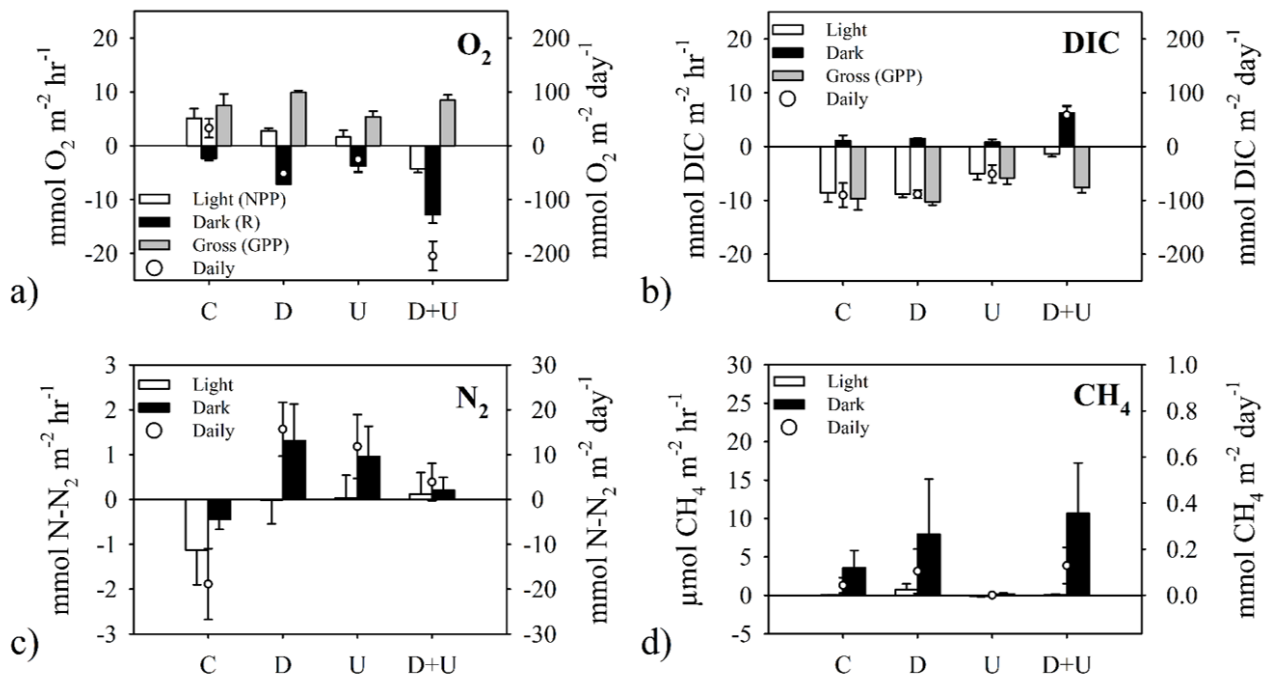 O₂
20
10
0
-10
-20
mmol O₂ m⁻² hr⁻¹
200
100
0
-100
-200
mmol O₂ m⁻² day⁻¹
Light (NPP)
Dark (R)
Gross (GPP)
Daily
C D U D+U
a)
DIC
20
10
0
-10
-20
mmol DIC m⁻² hr⁻¹
200
100
0
-100
-200
mmol DIC m⁻² day⁻¹
Light
Dark
Gross (GPP)
Daily
C D U D+U
b)
N₂
3
2
1
0
-1
-2
-3
mmol N-N₂ m⁻² hr⁻¹
30
20
10
0
-10
-20
-30
mmol N-N₂ m⁻² day⁻¹
Light
Dark
Daily
C D U D+U
c)
CH₄
30
25
20
15
10
5
0
-5
µmol CH₄ m⁻² hr⁻¹
1.0
0.8
0.6
0.4
0.2
0.0
mmol CH₄ m⁻² day⁻¹
Light
Dark
Daily
C D U D+U
d)